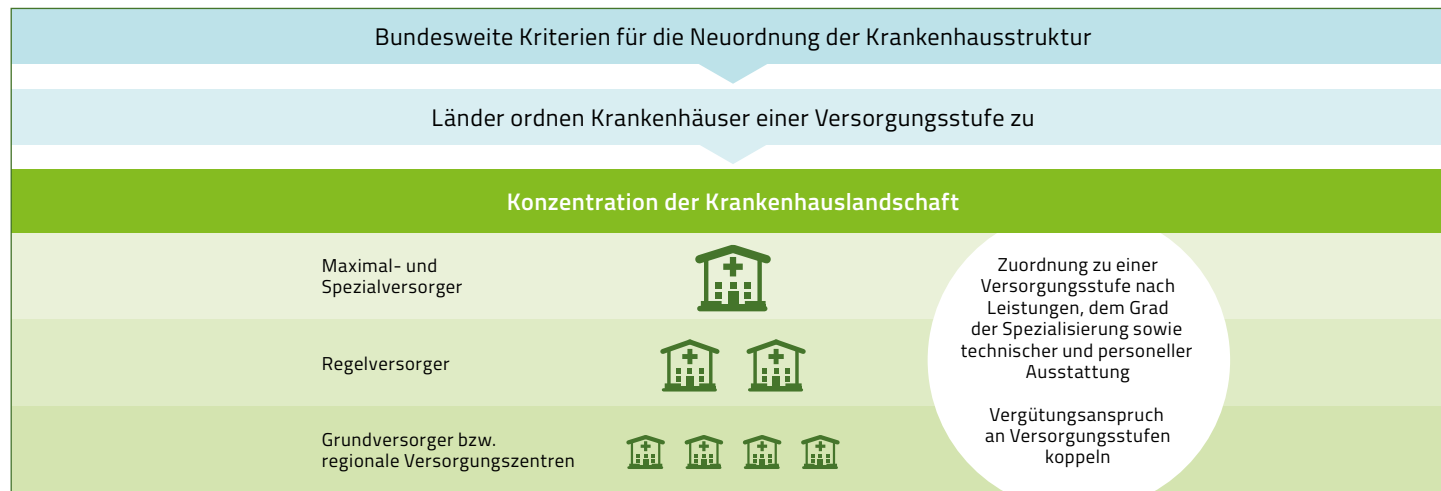 Bundesweite Kriterien für die Neuordnung der Krankenhausstruktur
Länder ordnen Krankenhäuser einer Versorgungsstufe zu
Konzentration der Krankenhauslandschaft
Maximal- und
Spezialversorger
Regelversorger
Grundversorger bzw.
regionale Versorgungszentren
Zuordnung zu einer
Versorgungsstufe nach
Leistungen, dem Grad
der Spezialisierung sowie
technischer und personeller
Ausstattung
Vergütungsanspruch
an Versorgungsstufen
koppeln